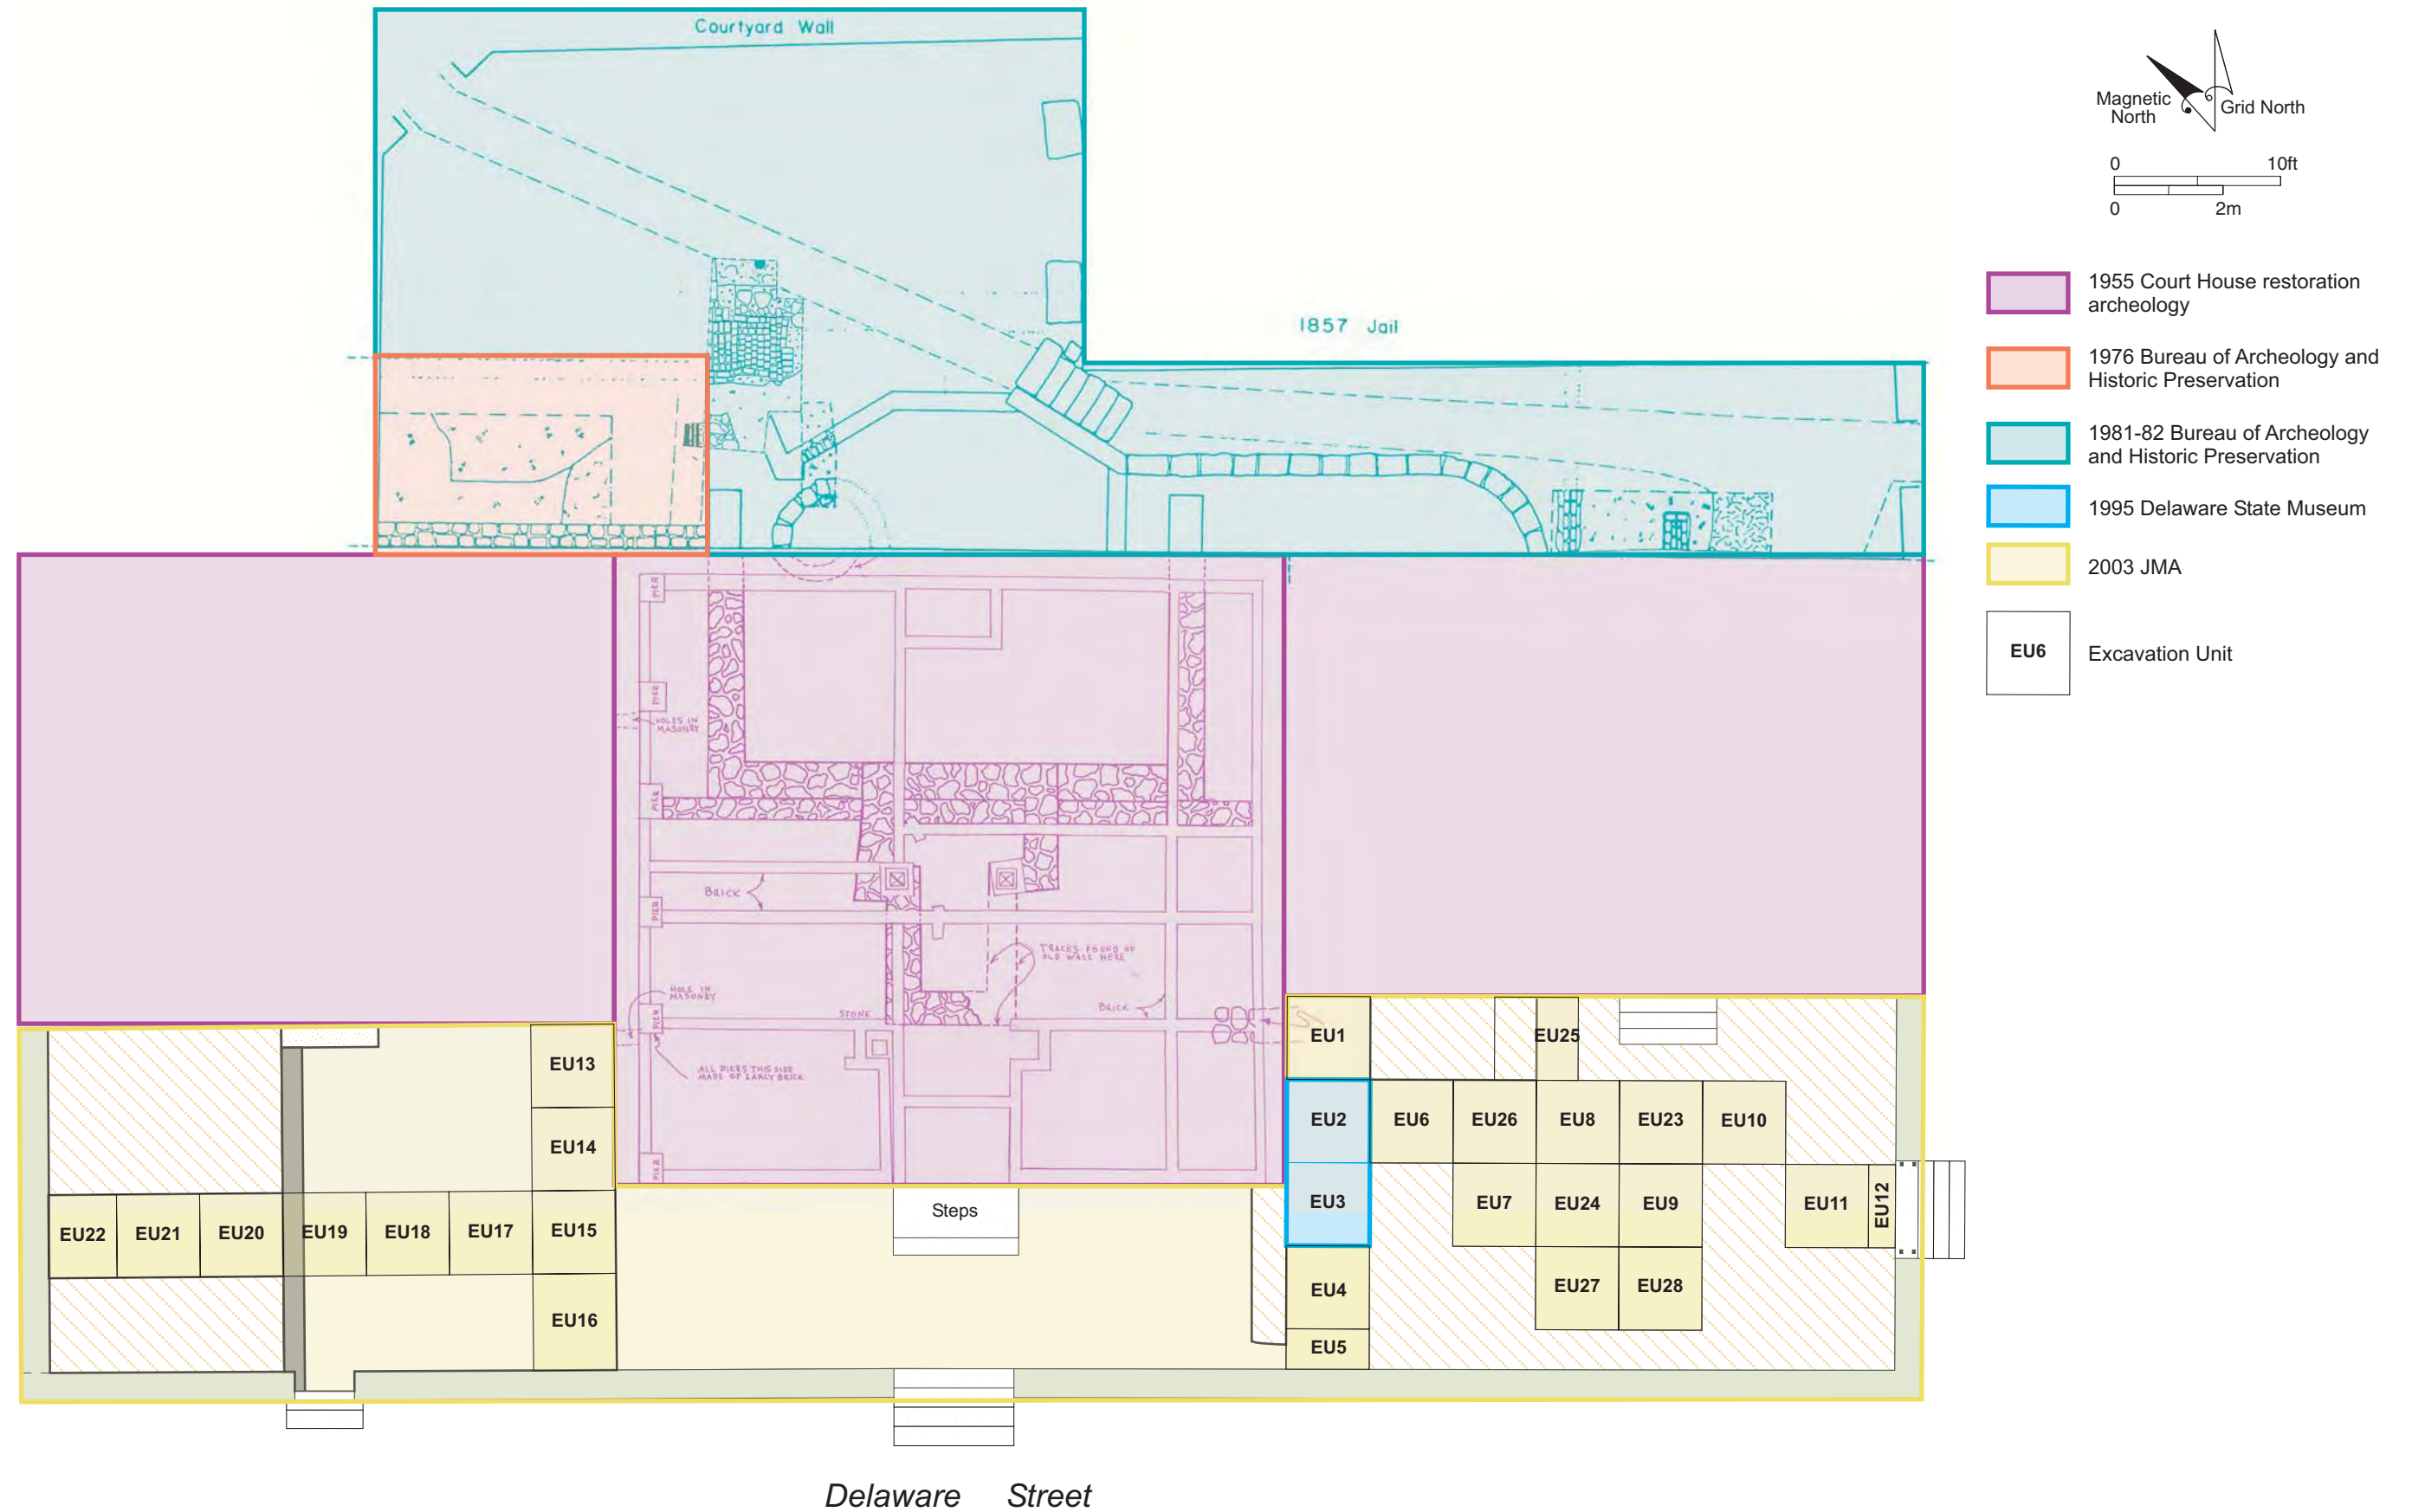 Courtyard Wall
Magnetic
North
Grid North
0
10ft
0
2m
1955 Court House restoration
archeology
1857 Jail
1976 Bureau of Archeology and
Historic Preservation
1981-82 Bureau of Archeology
and Historic Preservation
1995 Delaware State Museum
2003 JMA
EU6
Excavation Unit
PIER
PIER
HOLES IN
MASONRY
PIER
BRICK
PIER
TRACES FOUND OF
OLD WALL HERE
HOLE IN
MASONRY
PIER
STONE
BRICK
ALL PIERS THIS SIDE
MADE OF EARLY BRICK
PIER
EU1
EU25
EU13
EU2
EU6
EU26
EU8
EU23
EU10
EU14
EU3
EU7
EU24
EU9
EU11
EU12
Steps
EU22
EU21
EU20
EU19
EU18
EU17
EU15
EU4
EU27
EU28
EU16
EU5
Delaware Street